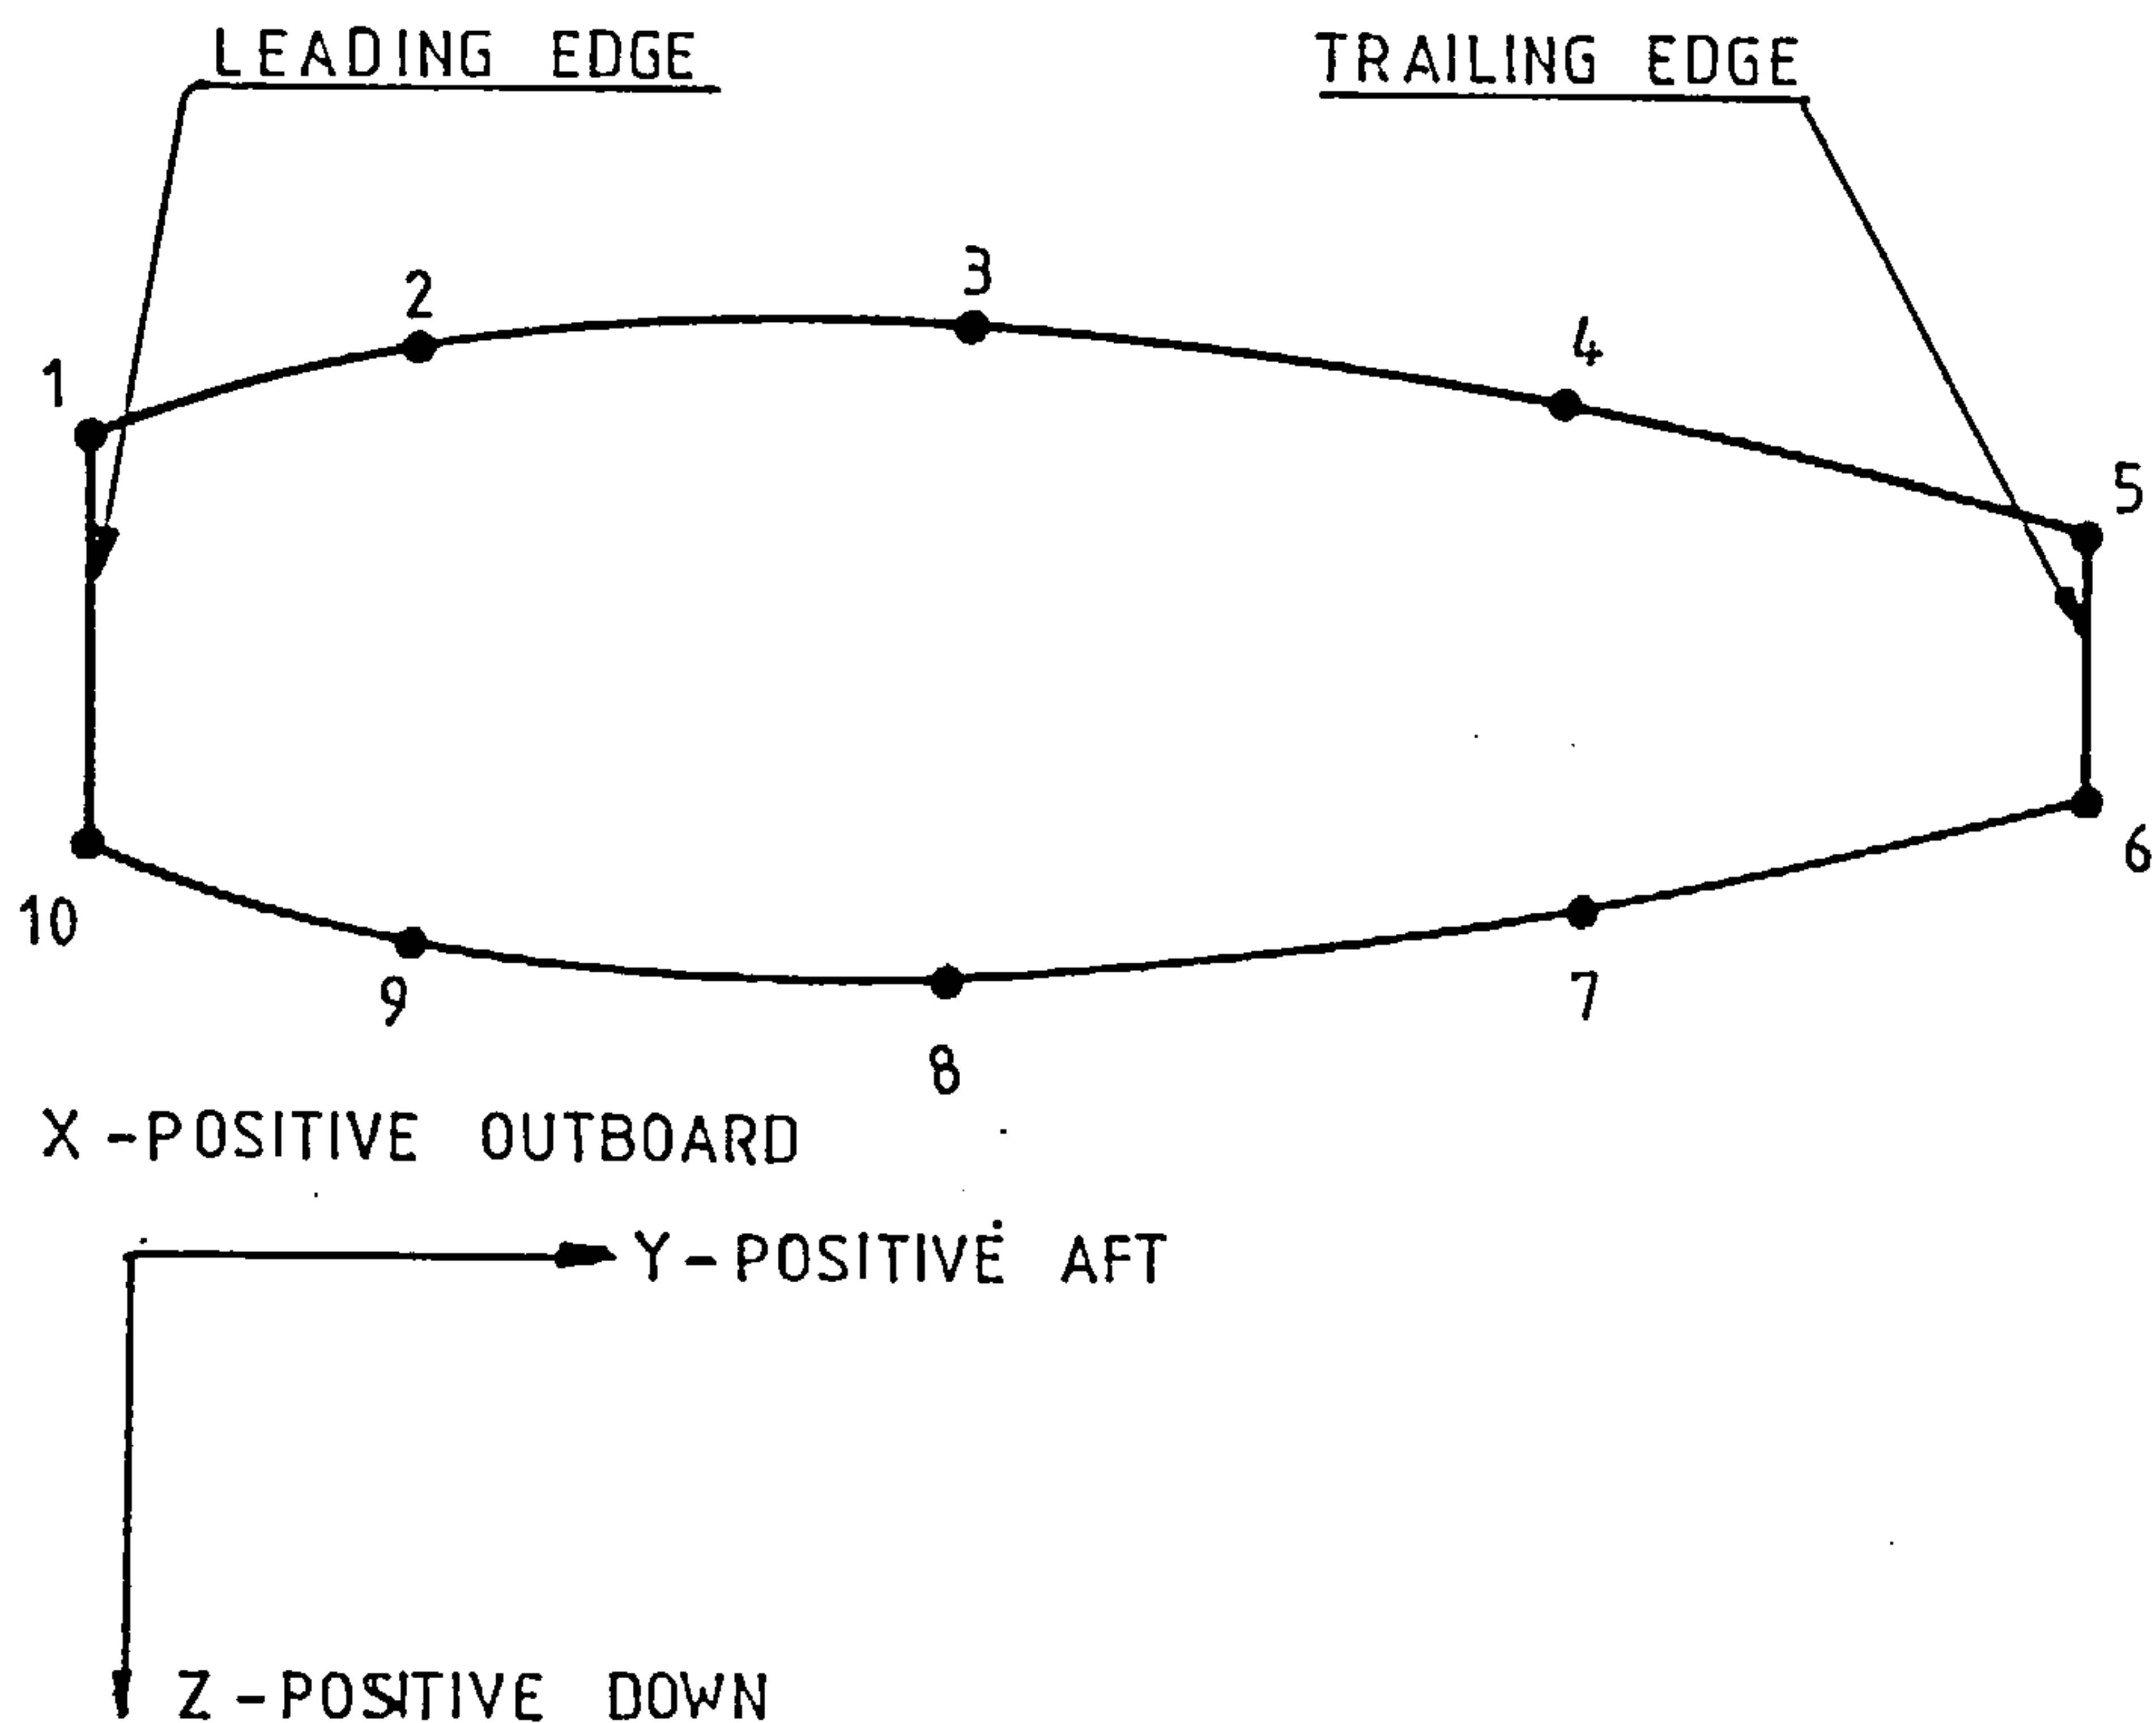 LEADING EDGE
TRAILING EDGE
1
2
3
4
5
6
7
8
9
10
X-POSITIVE OUTBOARD
Y-POSITIVE AFT
Z-POSITIVE DOWN